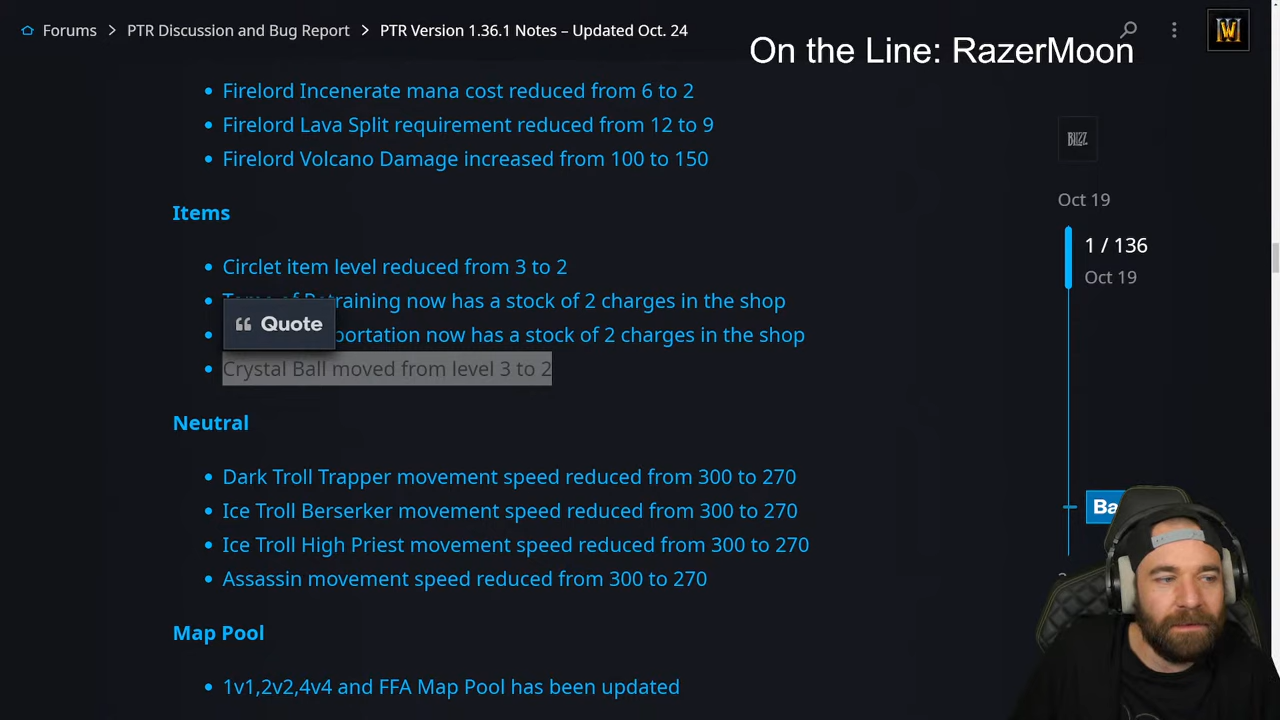 Forums > PTR Discussion and Bug Report > PTR Version 1.36.1 Notes – Updated Oct. 24
On the Line: RazerMoon
Firelord Incenerate mana cost reduced from 6 to 2
Firelord Lava Split requirement reduced from 12 to 9
Firelord Volcano Damage increased from 100 to 150
BLIZZ
Oct 19
1 / 136
Oct 19
Items
Circlet item level reduced from 3 to 2
Tome of Retraining now has a stock of 2 charges in the shop
Quote
portation now has a stock of 2 charges in the shop
Crystal Ball moved from level 3 to 2
Neutral
Dark Troll Trapper movement speed reduced from 300 to 270
Ice Troll Berserker movement speed reduced from 300 to 270
Ba
Ice Troll High Priest movement speed reduced from 300 to 270
Assassin movement speed reduced from 300 to 270
Map Pool
1v1,2v2,4v4 and FFA Map Pool has been updated